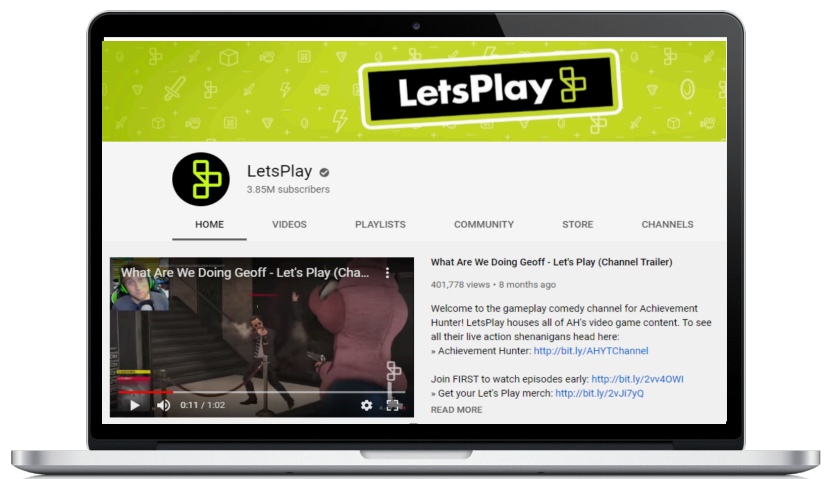 LetsPlay
LetsPlay
3.85M subscribers
HOME
VIDEOS
PLAYLISTS
COMMUNITY
STORE
CHANNELS
What Are We Doing Geoff - Let's Play (Cha...
0:11 / 1:02
What Are We Doing Geoff - Let's Play (Channel Trailer)
401,778 views • 8 months ago
Welcome to the gameplay comedy channel for Achievement
Hunter! LetsPlay houses all of AH's video game content. To see
all their live action shenanigans head here:
» Achievement Hunter: http://bit.ly/AHYTChannel
Join FIRST to watch episodes early: http://bit.ly/2vv4OWI
» Get your Let's Play merch: http://bit.ly/2vJi7yQ
READ MORE